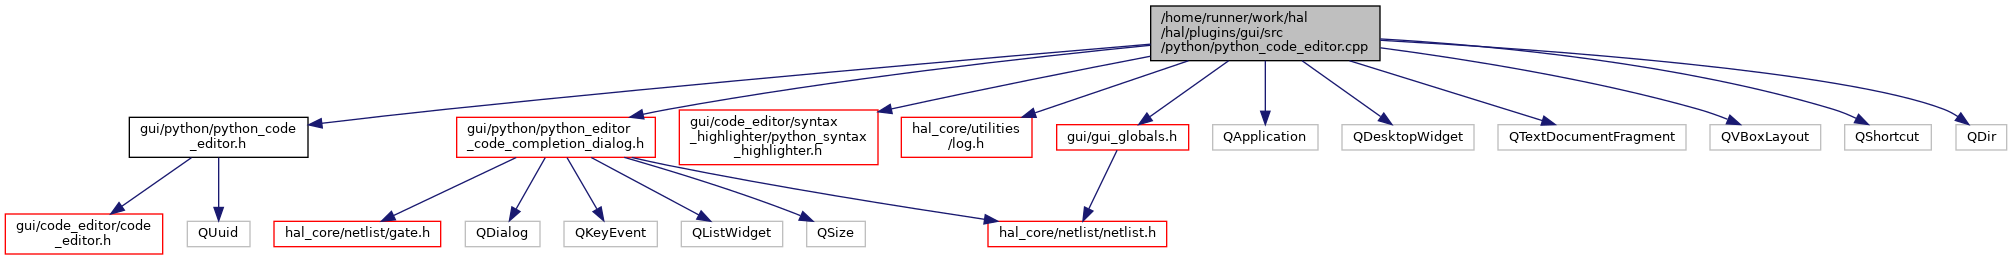 /home/runner/work/hal
/hal/plugins/gui/src
/python/python_code_editor.cpp
gui/python/python_code
_editor.h
gui/python/python_editor
_code_completion_dialog.h
gui/code_editor/syntax
_highlighter/python_syntax
_highlighter.h
hal_core/utilities
/log.h
gui/gui_globals.h
QApplication
QDesktopWidget
QTextDocumentFragment
QVBoxLayout
QShortcut
QDir
gui/code_editor/code
_editor.h
QUuid
hal_core/netlist/gate.h
QDialog
QKeyEvent
QListWidget
QSize
hal_core/netlist/netlist.h